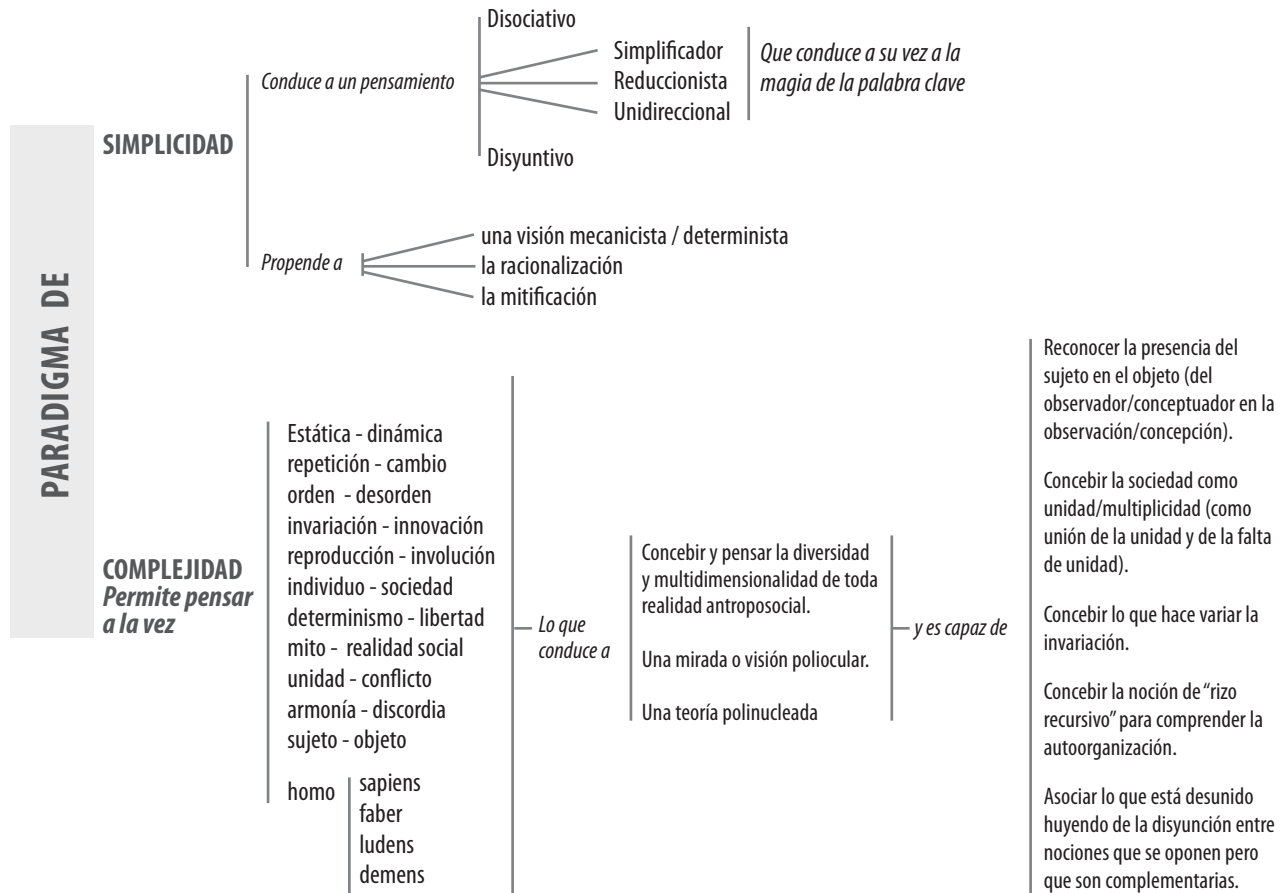 PARADIGMA DE
SIMPLICIDAD
Conduce a un pensamiento
Disociativo
Simplificador
Reduccionista
Unidireccional
Disyuntivo
Que conduce a su vez a la
magia de la palabra clave
Propende a
una visión mecanicista / determinista
la racionalización
la mitificación
COMPLEJIDAD
Permite pensar
a la vez
Estática - dinámica
repetición - cambio
orden - desorden
invariación - innovación
reproducción - involución
individuo - sociedad
determinismo - libertad
mito - realidad social
unidad - conflicto
armonía - discordia
sujeto - objeto
homo
sapiens
faber
ludens
demens
Lo que
conduce a
Concebir y pensar la diversidad
y multidimensionalidad de toda
realidad antroposocial.
Una mirada o visión poliocular.
Una teoría polinucleada
y es capaz de
Reconocer la presencia del
sujeto en el objeto (del
observador/conceptuador en la
observación/concepción).
Concebir la sociedad como
unidad/multiplicidad (como
unión de la unidad y de la falta
de unidad).
Concebir lo que hace variar la
invariación.
Concebir la noción de “rizo
recursivo” para comprender la
autoorganización.
Asociar lo que está desunido
huyendo de la disyunción entre
nociones que se oponen pero
que son complementarias.